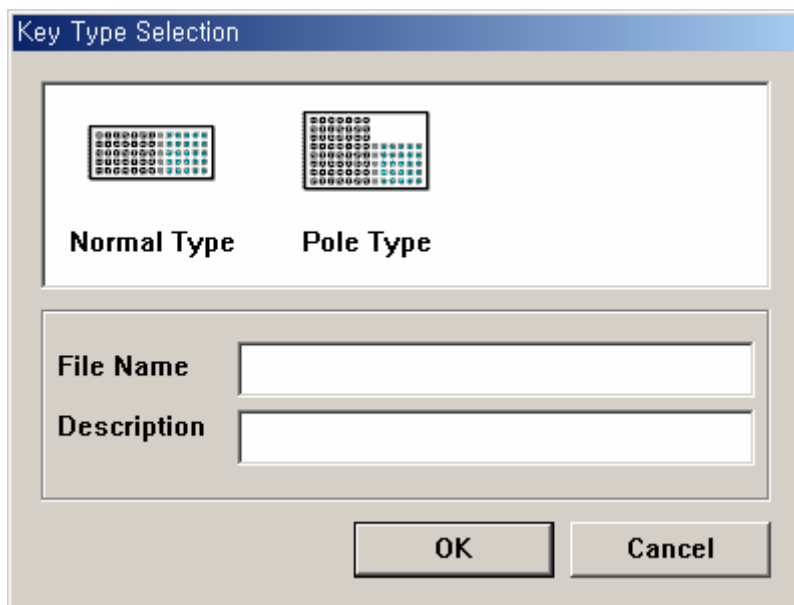 Key Type Selection
Normal Type Pole Type
File Name
Description
OK Cancel